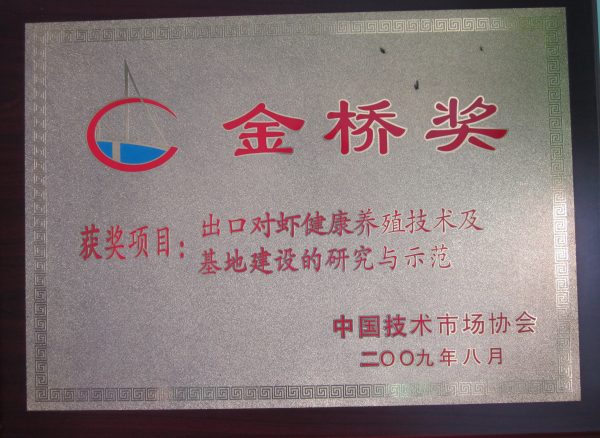 金桥奖
获奖项目：出口对虾健康养殖技术及
基地建设的研究与示范
中国技术市场协会
二〇〇九年八月